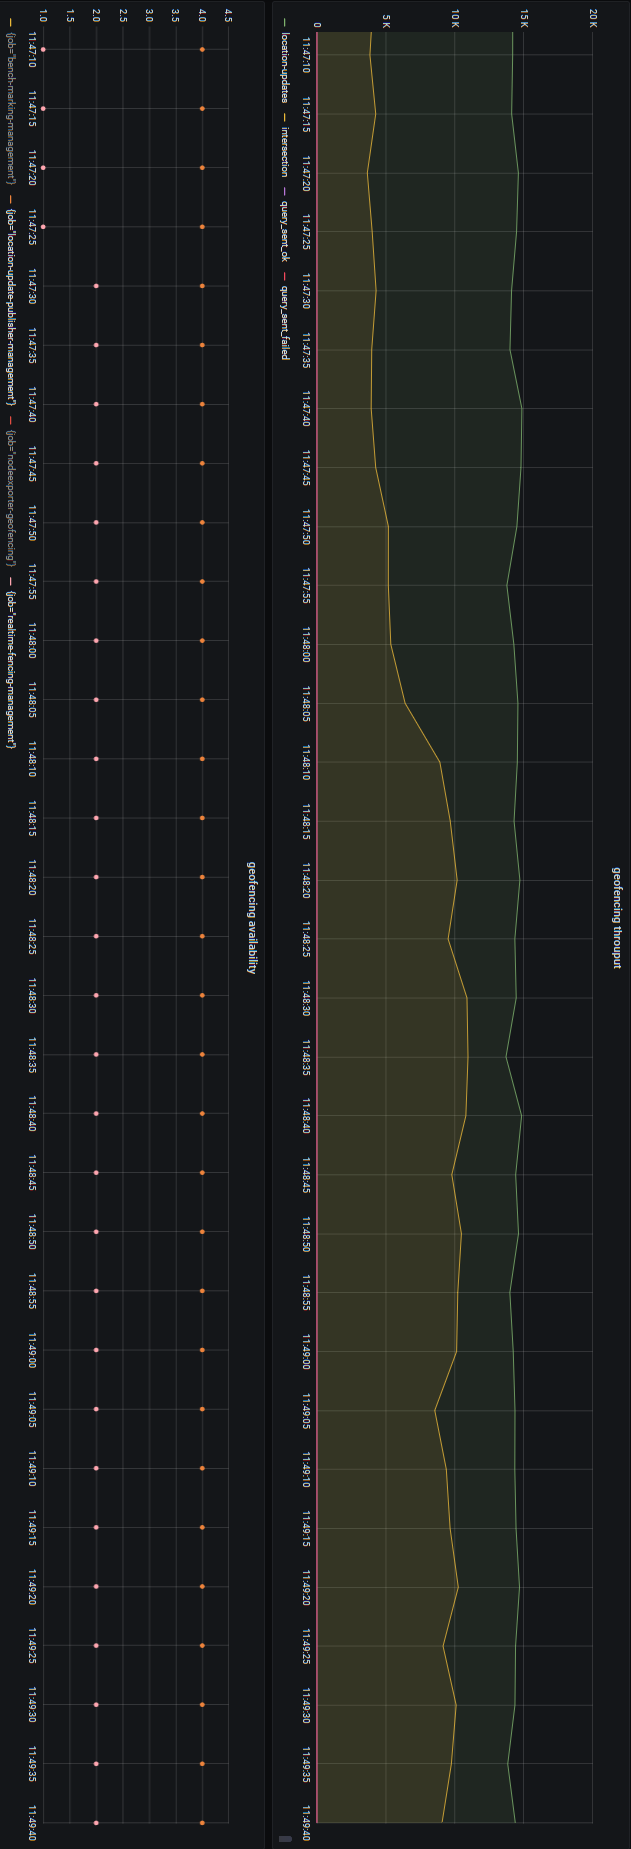 geofencing throuput
20 K
15 K
10 K
5 K
0
11:47:10 11:47:15 11:47:20 11:47:25 11:47:30 11:47:35 11:47:40 11:47:45 11:47:50 11:47:55 11:48:00 11:48:05 11:48:10 11:48:15 11:48:20 11:48:25 11:48:30 11:48:35 11:48:40 11:48:45 11:48:50 11:48:55 11:49:00 11:49:05 11:49:10 11:49:15 11:49:20 11:49:25 11:49:30 11:49:35 11:49:40
location-updates intersection query_sent_ok query_sent_failed
geofencing availability
4.5
4.0
3.5
3.0
2.5
2.0
1.5
1.0
11:47:10 11:47:15 11:47:20 11:47:25 11:47:30 11:47:35 11:47:40 11:47:45 11:47:50 11:47:55 11:48:00 11:48:05 11:48:10 11:48:15 11:48:20 11:48:25 11:48:30 11:48:35 11:48:40 11:48:45 11:48:50 11:48:55 11:49:00 11:49:05 11:49:10 11:49:15 11:49:20 11:49:25 11:49:30 11:49:35 11:49:40
{job="bench-marking-management"} {job="location-update-publisher-management"} {job="nodeexporter-geofencing"} {job="realtime-fencing-management"}